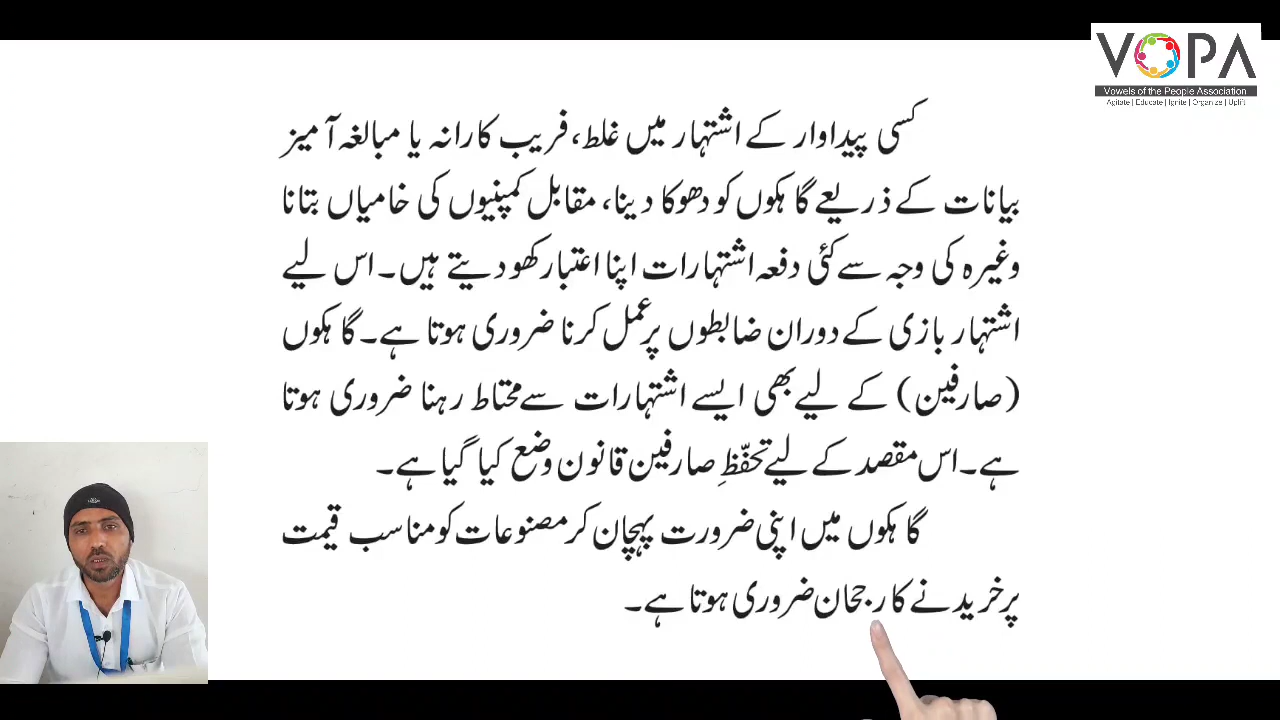 VOPA
Vowels of the People Association
Agitate | Educate | Ignite | Organize | Uplift
کسی پیداوار کے اشتہار میں غلط، فریب کارانہ یا مبالغہ آمیز
بیانات کے ذریعے گاہکوں کو دھوکا دینا، مقابل کمپنیوں کی خامیاں بتانا
وغیرہ کی وجہ سے کئی دفعہ اشتہارات اپنا اعتبار کھو دیتے ہیں۔ اس لیے
اشتہار بازی کے دوران ضابطوں پر عمل کرنا ضروری ہوتا ہے۔ گاہکوں
(صارفین) کے لیے بھی ایسے اشتہارات سے محتاط رہنا ضروری ہوتا
ہے۔ اس مقصد کے لیے تحفّظِ صارفین قانون وضع کیا گیا ہے۔
گاہکوں میں اپنی ضرورت پہچان کر مصنوعات کو مناسب قیمت
پر خریدنے کا رجحان ضروری ہوتا ہے۔